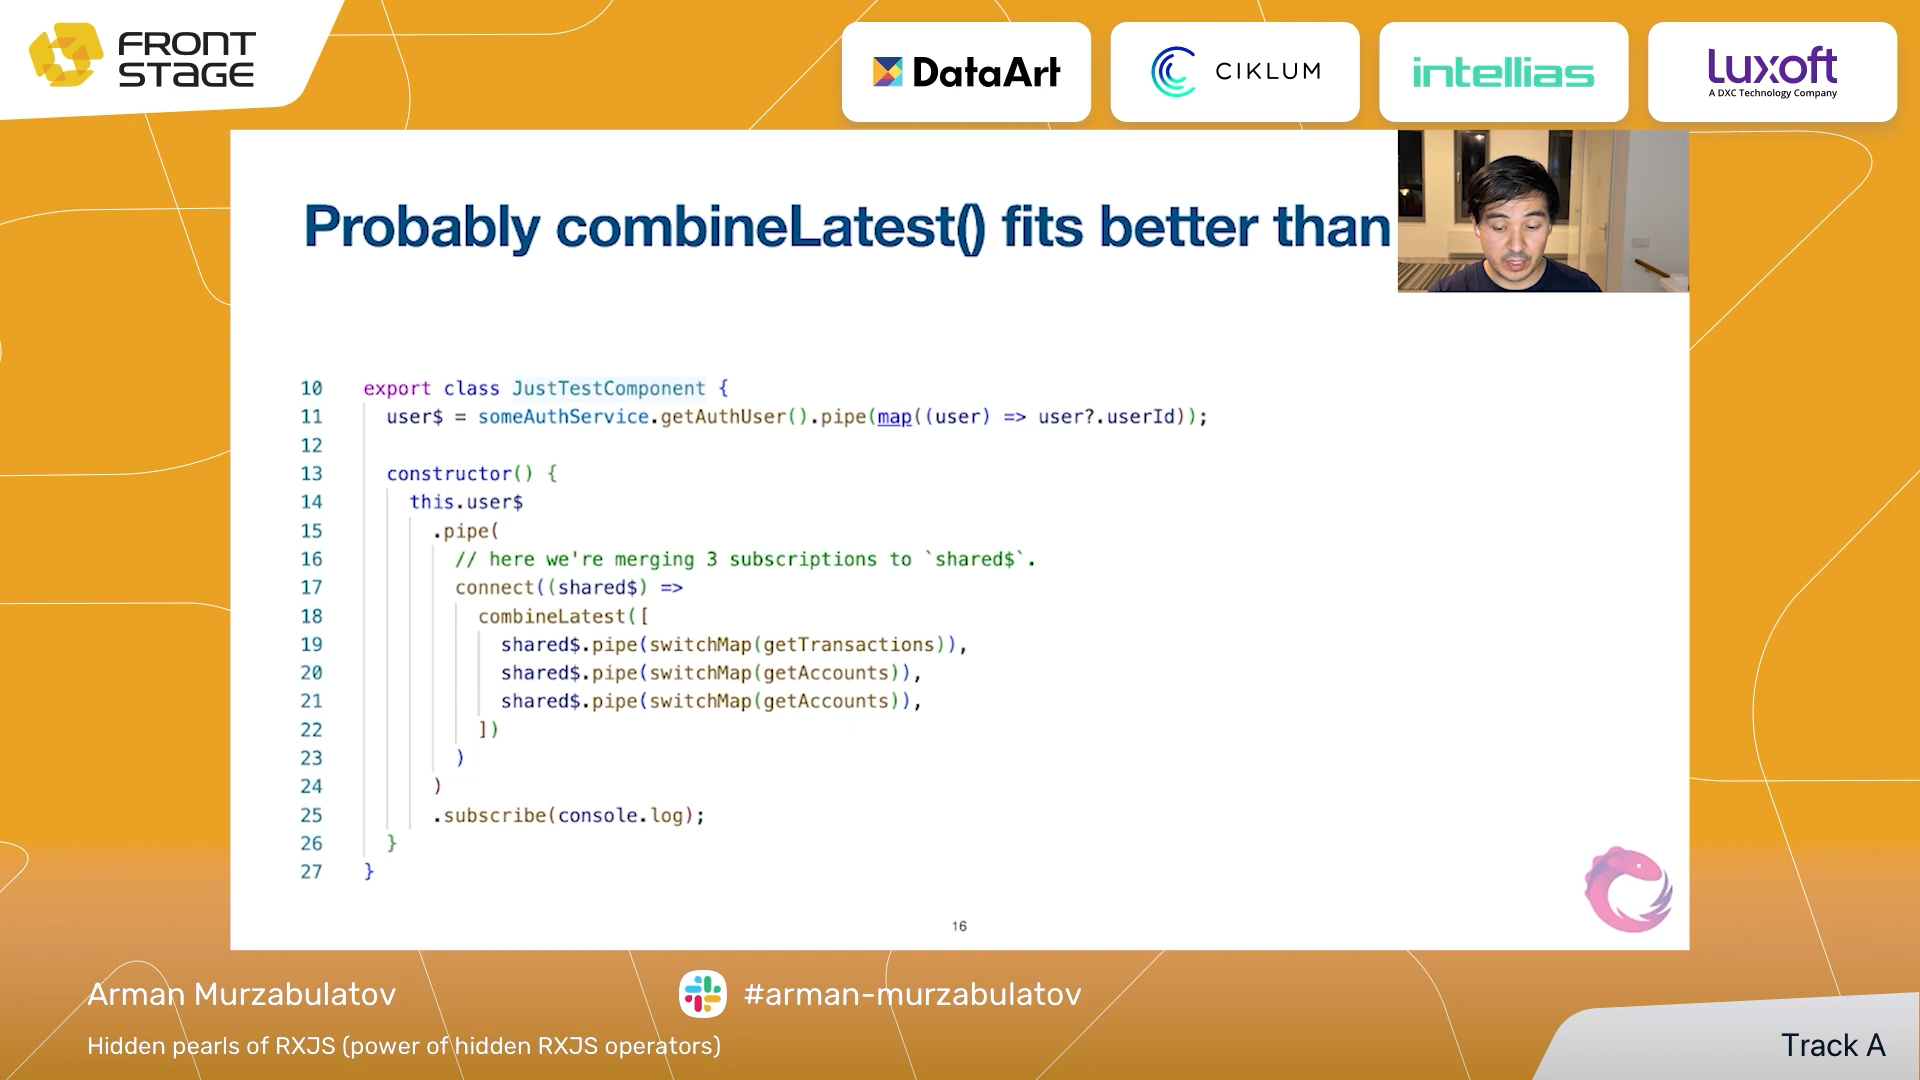 FRONT
STAGE
DataArt
CIKLUM
intellias
Luxoft
A DXC Technology Company
Probably combineLatest() fits better than
10 export class JustTestComponent {
11 user$ = someAuthService.getAuthUser().pipe(map((user) => user?.userId));
12
13 constructor() {
14 this.user$
15 .pipe(
16 // here we're merging 3 subscriptions to `shared$`.
17 connect((shared$) =>
18 combineLatest([
19 shared$.pipe(switchMap(getTransactions)),
20 shared$.pipe(switchMap(getAccounts)),
21 shared$.pipe(switchMap(getAccounts)),
22 ])
23 )
24 )
25 .subscribe(console.log);
26 }
27 }
16
Arman Murzabulatov
#arman-murzabulatov
Hidden pearls of RXJS (power of hidden RXJS operators)
Track A